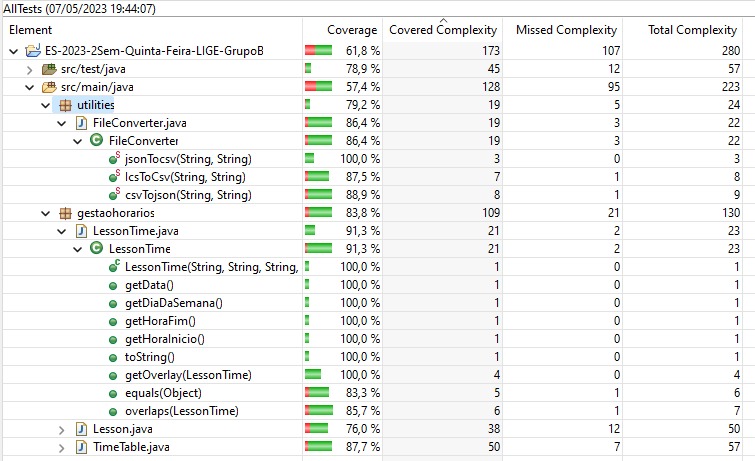 AllTests (07/05/2023 19:44:07)
Element Coverage Covered Complexity Missed Complexity Total Complexity
ES-2023-2Sem-Quinta-Feira-LIGE-GrupoB 61,8 % 173 107 280
src/test/java 78,9 % 45 12 57
src/main/java 57,4 % 128 95 223
utilities 79,2 % 19 5 24
FileConverter.java 86,4 % 19 3 22
FileConverter 86,4 % 19 3 22
jsonTocsv(String, String) 100,0 % 3 0 3
IcsToCsv(String, String) 87,5 % 7 1 8
csvTojson(String, String) 88,9 % 8 1 9
gestaohorarios 83,8 % 109 21 130
LessonTime.java 91,3 % 21 2 23
LessonTime 91,3 % 21 2 23
LessonTime(String, String, String, 100,0 % 1 0 1
getData() 100,0 % 1 0 1
getDiaDaSemana() 100,0 % 1 0 1
getHoraFim() 100,0 % 1 0 1
getHoraInicio() 100,0 % 1 0 1
toString() 100,0 % 1 0 1
getOverlay(LessonTime) 100,0 % 4 0 4
equals(Object) 83,3 % 5 1 6
overlaps(LessonTime) 85,7 % 6 1 7
Lesson.java 76,0 % 38 12 50
TimeTable.java 87,7 % 50 7 57